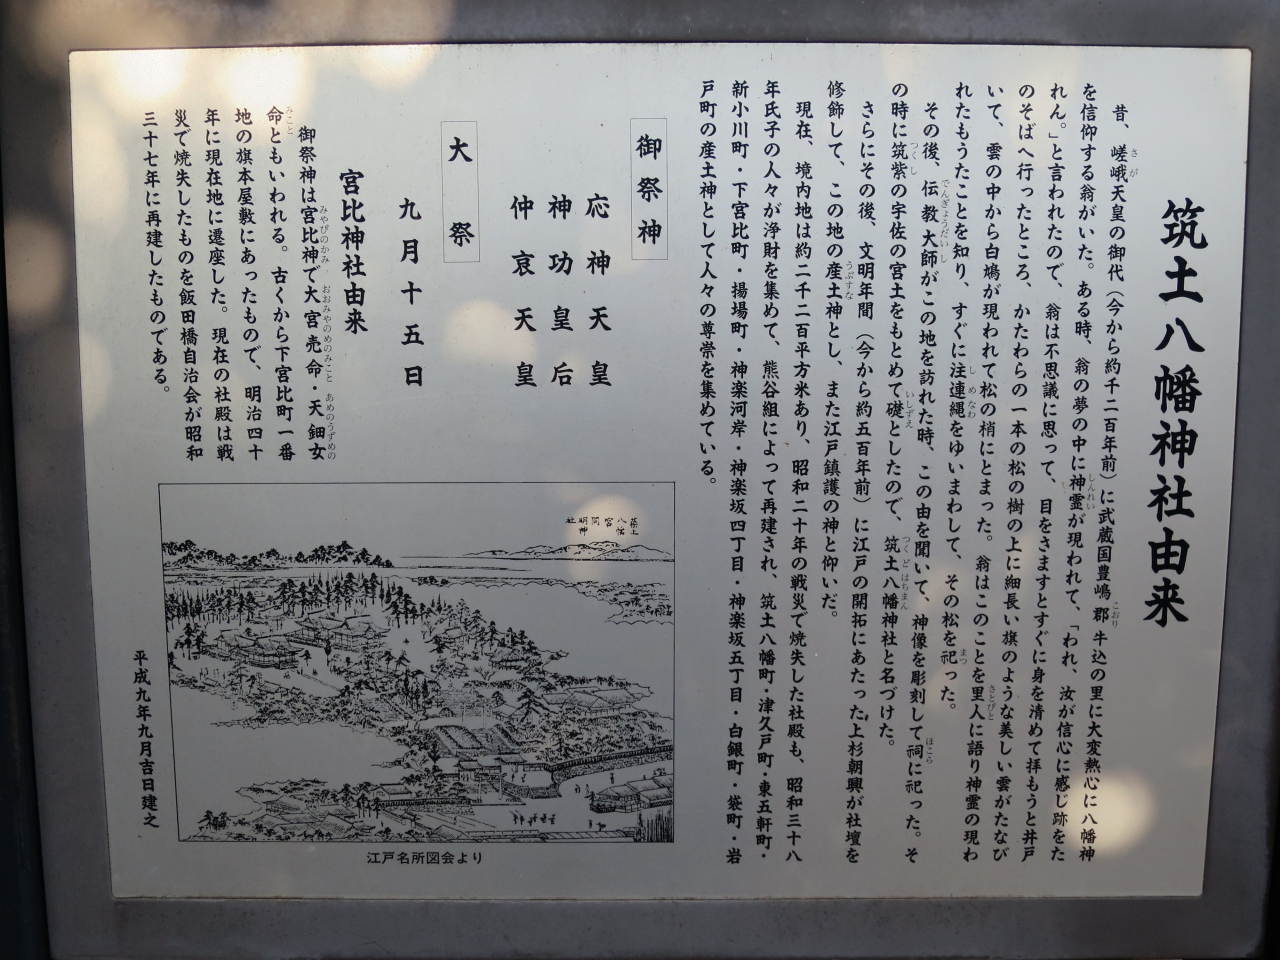 筑土八幡神社由来
昔、嵯峨天皇の御代（今から約千二百年前）に武蔵国豊嶋郡牛込の里に大変熱心に八幡神
を信仰する翁がいた。ある時、翁の夢の中に神霊が現われて、「われ、汝が信心に感じ跡をた
れん。」と言われたので、翁は不思議に思って、目をさますとすぐに身を清めて拝もうと井戸
のそばへ行ったところ、かたわらの一本の松の樹の上に細長い旗のような美しい雲がたなび
いて、雲の中から白鳩が現われて松の梢にとまった。翁はこのことを里人に語り神霊の現わ
れたもうたことを知り、すぐに注連縄をゆいまわして、その松を祀った。
その後、伝教大師がこの地を訪れた時、この由を聞いて、神像を彫刻して祠に祀った。そ
の時に筑紫の宇佐の宮土をもとめて礎としたので、筑土八幡神社と名づけた。
さらにその後、文明年間（今から約五百年前）に江戸の開拓にあたった上杉朝興が社壇を
修飾して、この地の産土神とし、また江戸鎮護の神と仰いだ。
現在、境内地は約二千二百平方米あり、昭和二十年の戦災で焼失した社殿も、昭和三十八
年氏子の人々が浄財を集めて、熊谷組によって再建され、筑土八幡町・津久戸町・東五軒町・
新小川町・下宮比町・揚場町・神楽河岸・神楽坂四丁目・神楽坂五丁目・白銀町・袋町・岩
戸町の産土神として人々の尊崇を集めている。
御祭神
応神天皇
神功皇后
仲哀天皇
大祭
九月十五日
宮比神社由来
御祭神は宮比神で大宮売命・天鈿女
命ともいわれる。古くから下宮比町一番
地の旗本屋敷にあったもので、明治四十
年に現在地に遷座した。現在の社殿は戦
災で焼失したものを飯田橋自治会が昭和
三十七年に再建したものである。
築土
八幡
宮
同
明神
社
江戸名所図会より
平成九年九月吉日建之